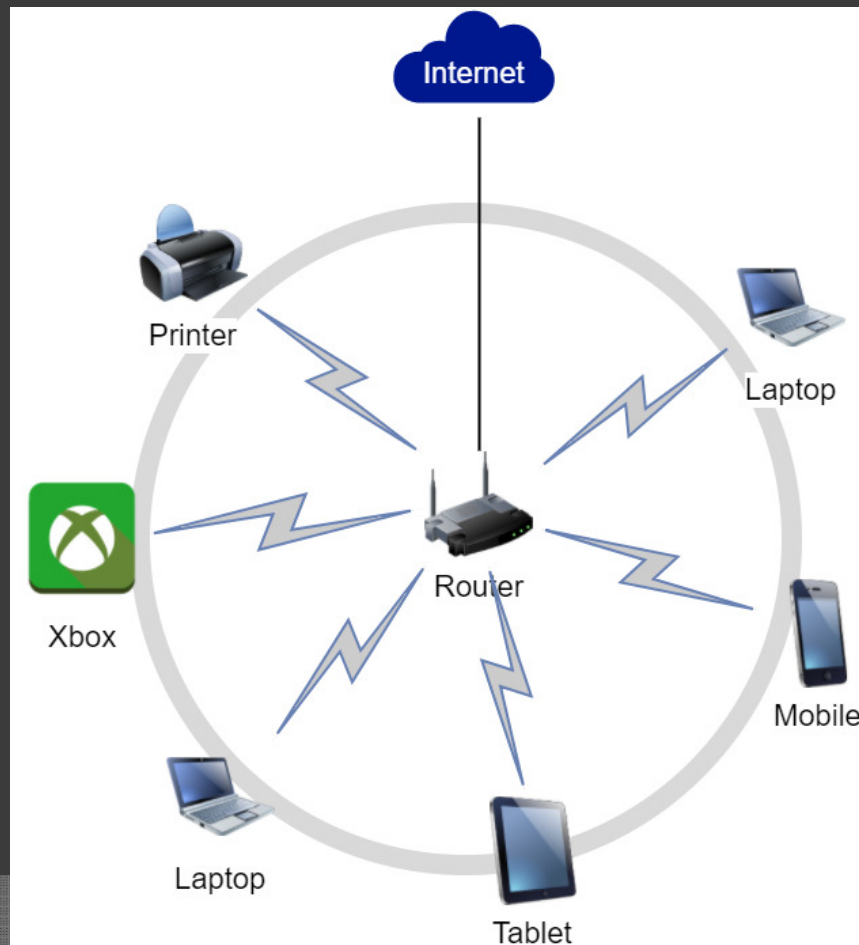 Internet
Printer
Laptop
Router
Xbox
Mobile
Laptop
Tablet